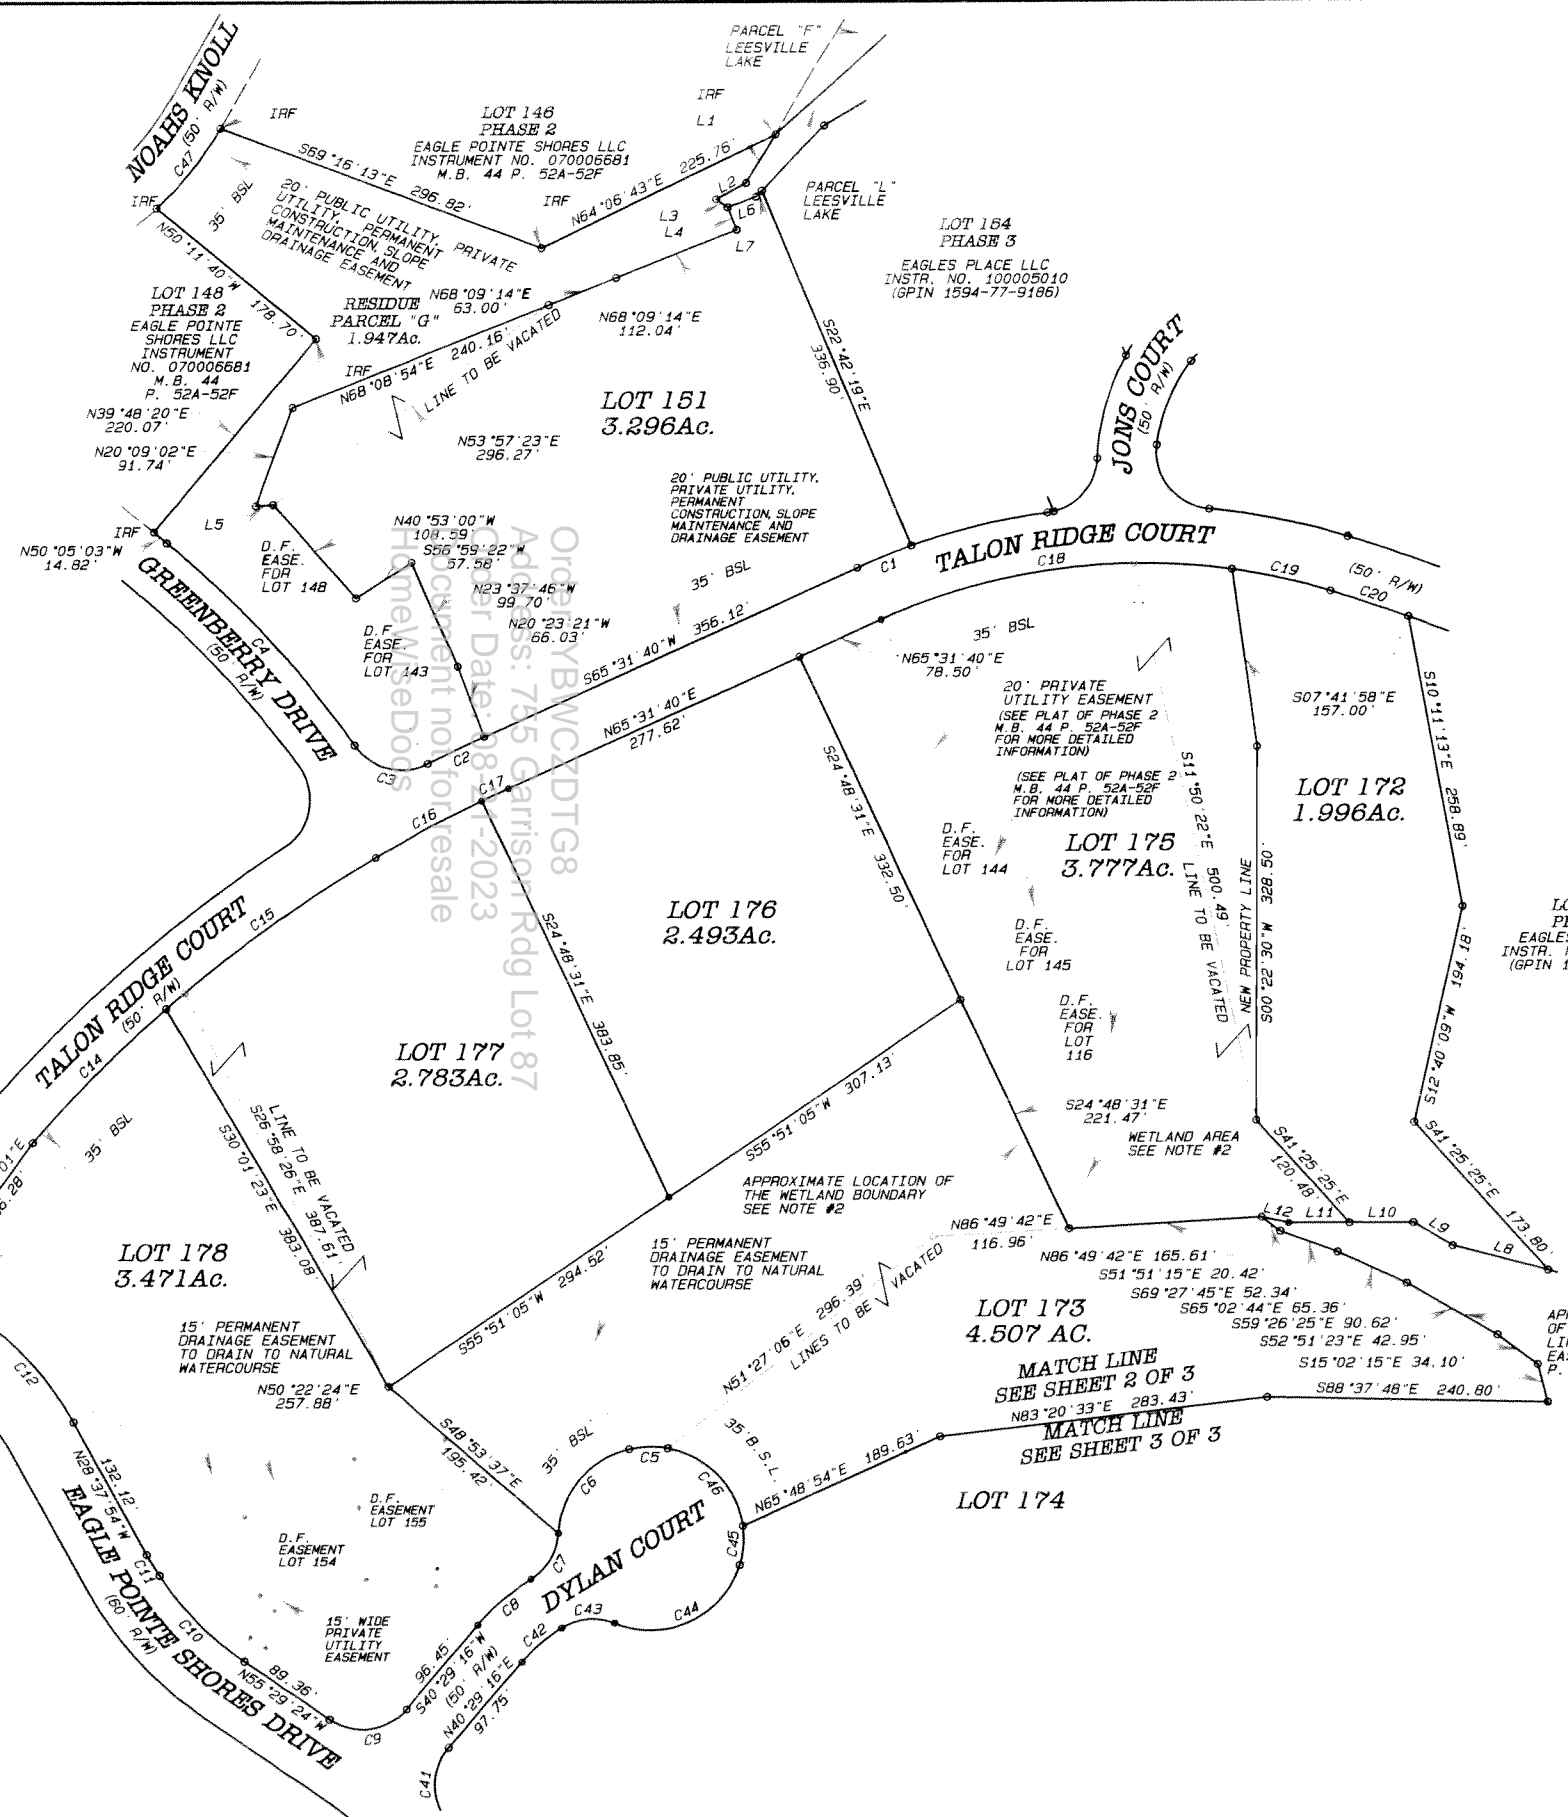 PARCEL "F"
LEESVILLE
LAKE
NOAHS KNOLL
(50' R/W)
C47
IRF
IRF
L1
LOT 146
PHASE 2
EAGLE POINTE SHORES LLC
INSTRUMENT NO. 070006681
M.B. 44 P. 52A-52F
S69°16'13"E 296.82'
N64°06'43"E 225.76'
IRF
IRF
35' BSL
20' PUBLIC UTILITY,
UTILITY, PERMANENT PRIVATE
CONSTRUCTION, SLOPE
MAINTENANCE AND
DRAINAGE EASEMENT
L2
L3
L4
L6
L7
PARCEL "L"
LEESVILLE
LAKE
LOT 154
PHASE 3
EAGLES PLACE LLC
INSTR. NO. 100005010
(GPIN 1594-77-9186)
N50°11'40"W 178.70'
LOT 148
PHASE 2
EAGLE POINTE
SHORES LLC
INSTRUMENT
NO. 070006681
M.B. 44
P. 52A-52F
RESIDUE
PARCEL "G"
1.947Ac.
N68°09'14"E
63.00'
N68°09'14"E
112.04'
IRF
N68°08'54"E 240.16'
LINE TO BE VACATED
S22°42'19"E
336.90'
JONS COURT
(50' R/W)
N39°48'20"E
220.07'
N20°09'02"E
91.74'
LOT 151
3.296Ac.
N53°57'23"E
296.27'
20' PUBLIC UTILITY,
PRIVATE UTILITY,
PERMANENT
CONSTRUCTION, SLOPE
MAINTENANCE AND
DRAINAGE EASEMENT
IRF
L5
N50°05'03"W
14.82'
D.F.
EASE.
FOR
LOT 148
N40°53'00"W
108.59'
S56°59'22"W
57.58'
N23°37'46"W
99.70'
N20°23'21"W
66.03'
GREENBERRY DRIVE
(50' R/W)
C4
D.F.
EASE.
FOR
LOT 143
35' BSL
C1
TALON RIDGE COURT
C18
C19
(50' R/W)
C20
S65°31'40"W 356.12'
C2
C3
N65°31'40"E
277.62'
C17
C16
N65°31'40"E
78.50'
35' BSL
20' PRIVATE
UTILITY EASEMENT
(SEE PLAT OF PHASE 2
M.B. 44 P. 52A-52F
FOR MORE DETAILED
INFORMATION)
(SEE PLAT OF PHASE 2
M.B. 44 P. 52A-52F
FOR MORE DETAILED
INFORMATION)
S07°41'58"E
157.00'
S10°11'13"E 258.89'
LOT 172
1.996Ac.
S24°48'31"E 332.50'
D.F.
EASE.
FOR
LOT 144
LOT 175
3.777Ac.
S11°50'22"E 500.49'
LINE TO BE VACATED
NEW PROPERTY LINE
S00°22'30"W 328.50'
D.F.
EASE.
FOR
LOT 145
D.F.
EASE.
FOR
LOT
116
S12°40'09"W 194.18'
EAGLES
INSTR.
(GPIN 1
Order: YBWCZDTG8
Address: 755 Garrison Rdg Lot 87
Order Date: 08-21-2023
Document not for resale
HomeWiseDocs
LOT 176
2.493Ac.
TALON RIDGE COURT
(50' R/W)
C15
C14
S24°48'31"E 383.85'
LOT 177
2.783Ac.
S55°51'05"W 307.13'
S24°48'31"E
221.47'
WETLAND AREA
SEE NOTE #2
S41°25'25"E
120.48'
S41°25'25"E 173.80'
01"E
35' BSL
LINE TO BE VACATED
S26°58'26"E 387.61'
S30°01'23"E 383.08'
APPROXIMATE LOCATION OF
THE WETLAND BOUNDARY
SEE NOTE #2
L12
L11
L10
L9
L8
N86°49'42"E
116.96'
N86°49'42"E 165.61'
S51°51'15"E 20.42'
S69°27'45"E 52.34'
S65°02'44"E 65.36'
S59°26'25"E 90.62'
S52°51'23"E 42.95'
S15°02'15"E 34.10'
S88°37'48"E 240.80'
LOT 178
3.471Ac.
15' PERMANENT
DRAINAGE EASEMENT
TO DRAIN TO NATURAL
WATERCOURSE
S55°51'05"W 294.52'
N51°27'06"E 296.39'
LINES TO BE VACATED
LOT 173
4.507 AC.
MATCH LINE
SEE SHEET 2 OF 3
N83°20'33"E 283.43'
MATCH LINE
SEE SHEET 3 OF 3
15' PERMANENT
DRAINAGE EASEMENT
TO DRAIN TO NATURAL
WATERCOURSE
C12
N50°22'24"E
257.88'
S48°53'37"E
195.42'
35' BSL
35' B.S.L.
C5
C6
C46
N65°48'54"E 189.63'
LOT 174
132.12'
N28°37'54"W
C11
D.F.
EASEMENT
LOT 155
D.F.
EASEMENT
LOT 154
C7
C8
DYLAN COURT
C45
C44
C43
C42
EAGLE POINTE SHORES DRIVE
(60' R/W)
C10
15' WIDE
PRIVATE
UTILITY
EASEMENT
96.45'
S40°29'16"W
(50' R/W)
N40°29'16"E
97.75'
89.36'
N55°29'24"W
C9
C41